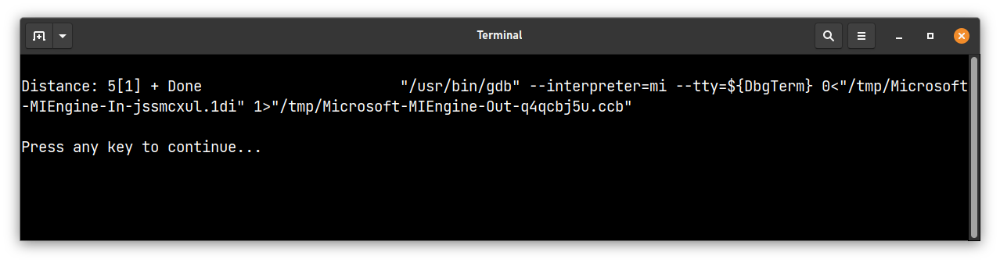 Terminal
Distance: 5[1] + Done                       "/usr/bin/gdb" --interpreter=mi --tty=${DbgTerm} 0<"/tmp/Microsoft
-MIEngine-In-jssmcxul.1di" 1>"/tmp/Microsoft-MIEngine-Out-q4qcbj5u.ccb"
Press any key to continue...